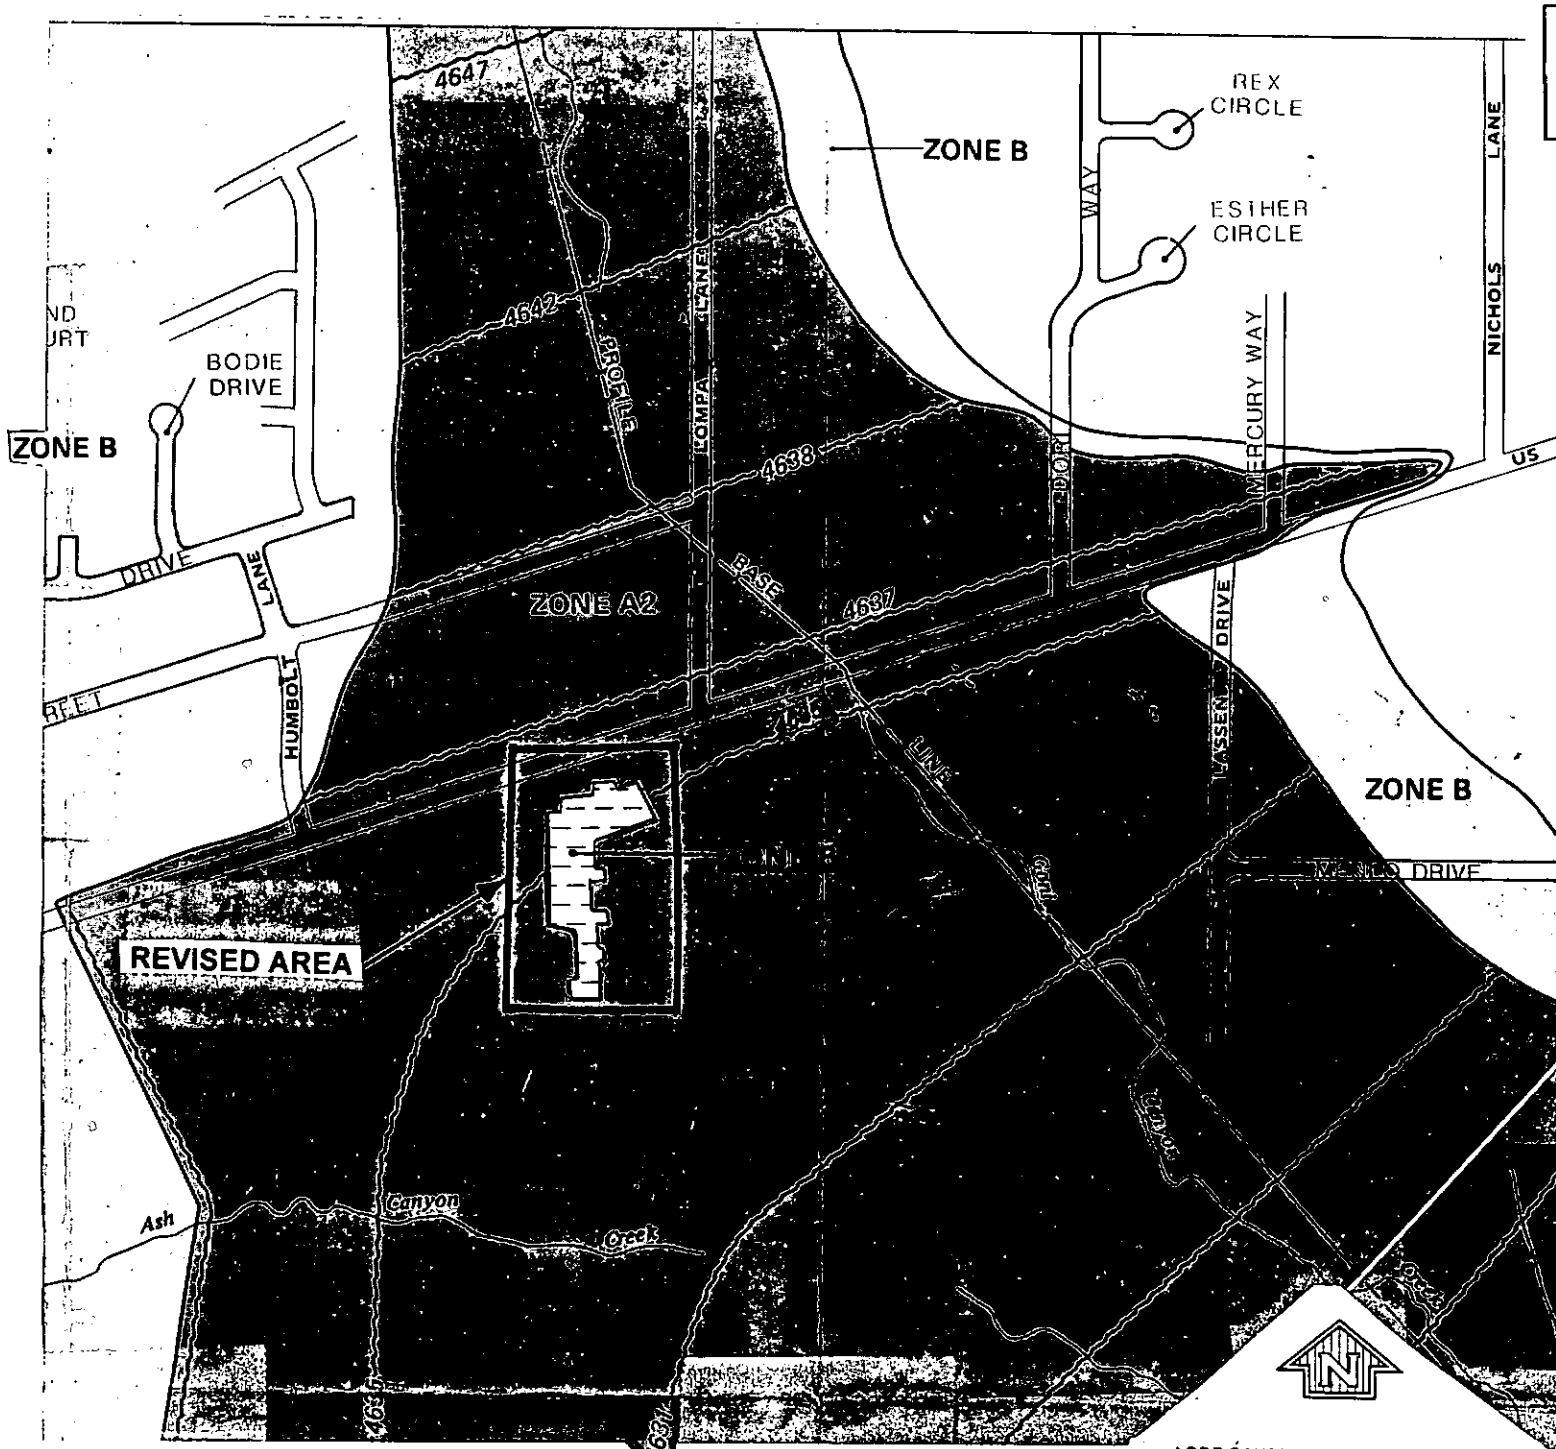 4647
REX
CIRCLE
LANE
ZONE B
WAY
ESTHER
CIRCLE
LANE
4642
NICHOLS
ND
URT
PROFILE
MERCURY WAY
BODIE
DRIVE
LOMPA
ZONE B
4638
US
DRIVE
LANE
BASE
ZONE A2
4637
LASSEN DRIVE
REET
HUMBOLT
LINE
ZONE B
MANLO DRIVE
REVISED AREA
Canyon
Ash
Canyon
Creek
N